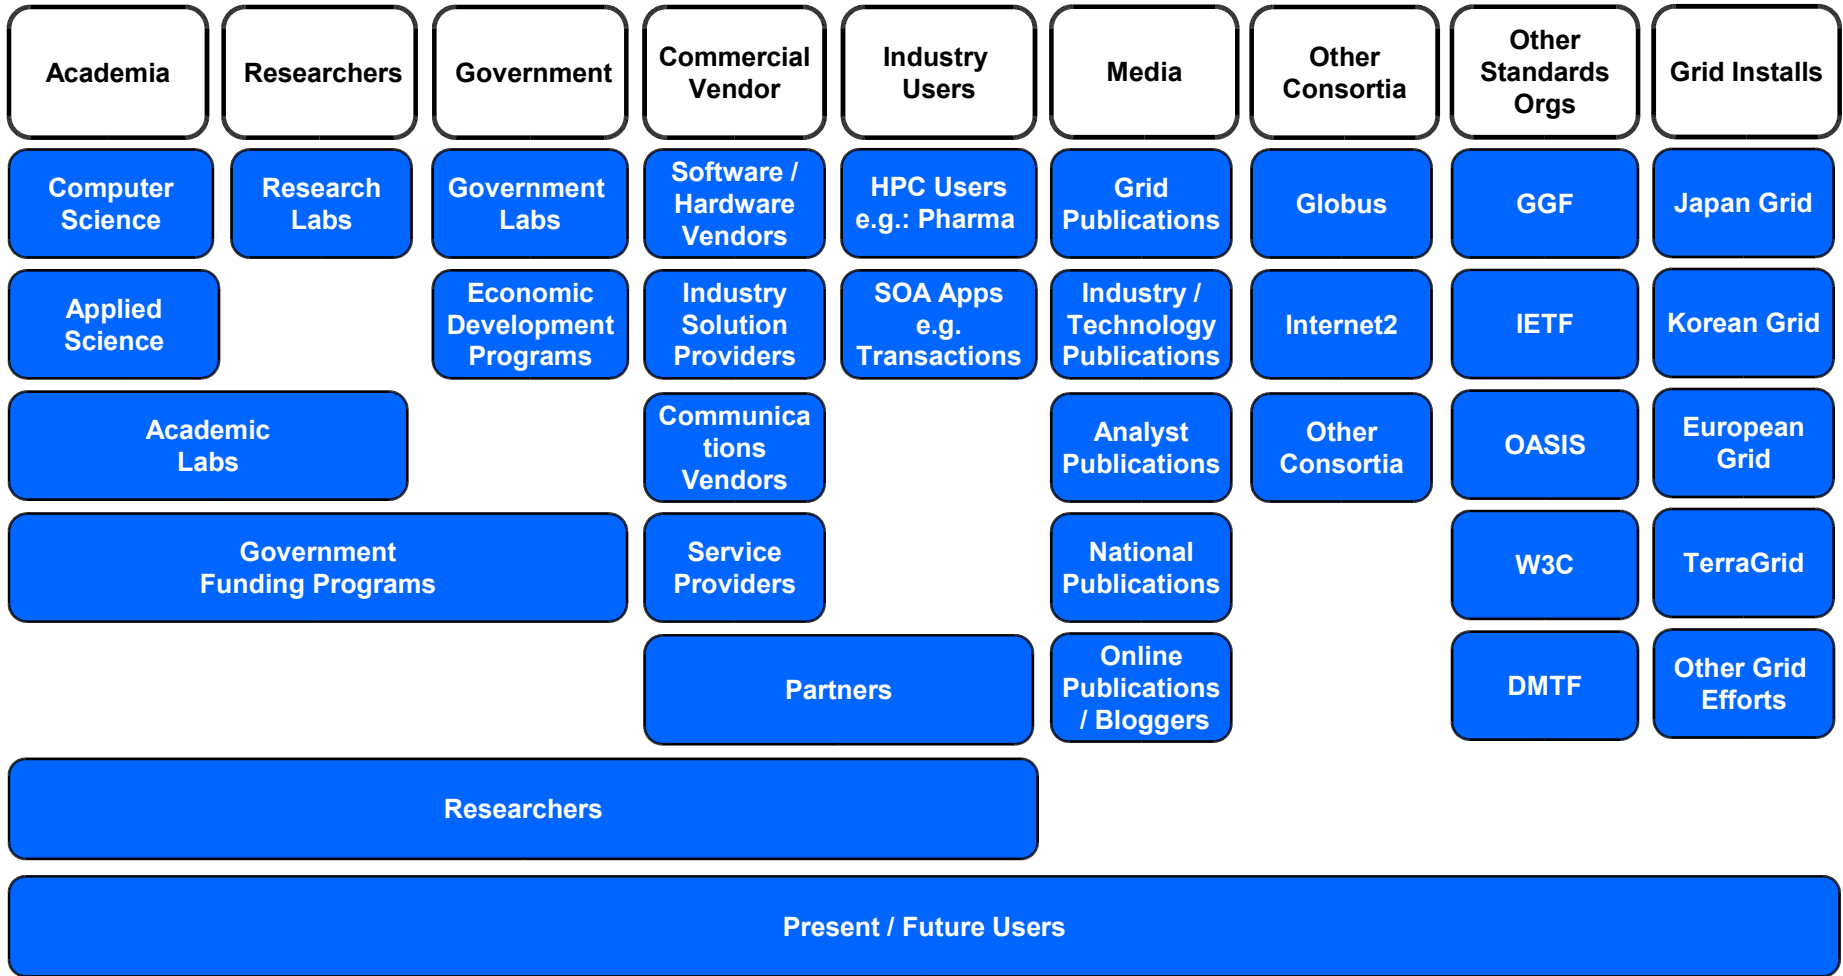 Academia
Researchers
Government
Commercial
Vendor
Industry
Users
Media
Other
Consortia
Other
Standards
Orgs
Grid Installs
Computer
Science
Research
Labs
Government
Labs
Software /
Hardware
Vendors
HPC Users
e.g.: Pharma
Grid
Publications
Globus
GGF
Japan Grid
Applied
Science
Economic
Development
Programs
Industry
Solution
Providers
SOA Apps
e.g.
Transactions
Industry /
Technology
Publications
Internet2
IETF
Korean Grid
Academic
Labs
Communica
tions
Vendors
Analyst
Publications
Other
Consortia
OASIS
European
Grid
Government
Funding Programs
Service
Providers
National
Publications
W3C
TerraGrid
Partners
Online
Publications
/ Bloggers
DMTF
Other Grid
Efforts
Researchers
Present / Future Users